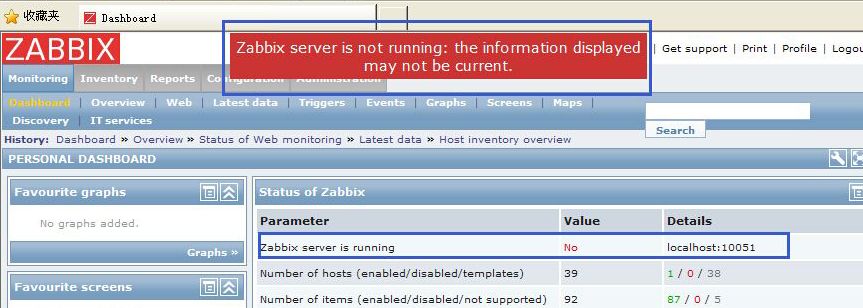 收藏夹
Dashboard
ZABBIX
Zabbix server is not running: the information displayed
may not be current.
Get support | Print | Profile | Logou
Monitoring Inventory Reports Configuration Administration
Dashboard | Overview | Web | Latest data | Triggers | Events | Graphs | Screens | Maps |
Discovery | IT services
Search
History: Dashboard » Overview » Status of Web monitoring » Latest data » Host inventory overview
PERSONAL DASHBOARD
Favourite graphs
No graphs added.
Graphs »
Favourite screens
Status of Zabbix
Parameter Value Details
Zabbix server is running No localhost:10051
Number of hosts (enabled/disabled/templates) 39 1 / 0 / 38
Number of items (enabled/disabled/not supported) 92 87 / 0 / 5